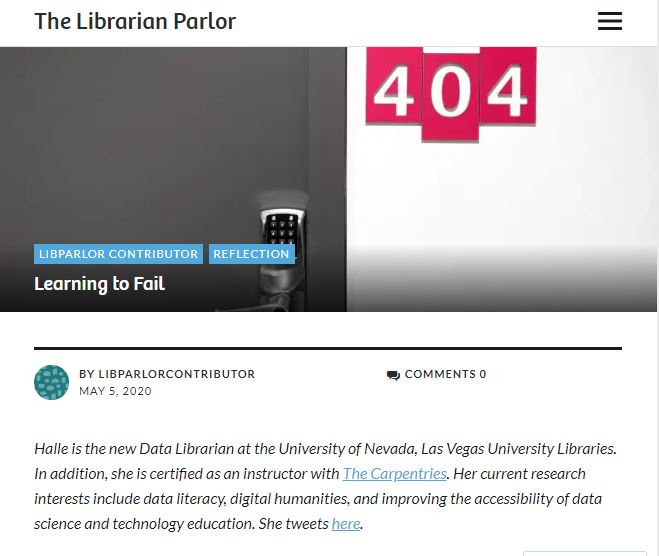 The Librarian Parlor
404
LIBPARLOR CONTRIBUTOR REFLECTION
Learning to Fail
BY LIBPARLORCONTRIBUTOR
COMMENTS 0
MAY 5, 2020
Halle is the new Data Librarian at the University of Nevada, Las Vegas University Libraries.
In addition, she is certified as an instructor with The Carpentries. Her current research
interests include data literacy, digital humanities, and improving the accessibility of data
science and technology education. She tweets here.